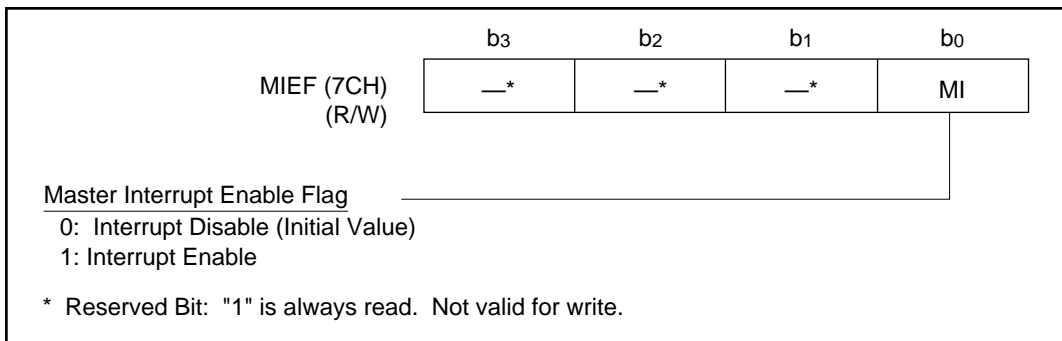 b3 b2 b1 b0
MIEF (7CH) —* —* —* MI
(R/W)
Master Interrupt Enable Flag
0: Interrupt Disable (Initial Value)
1: Interrupt Enable
* Reserved Bit: "1" is always read. Not valid for write.